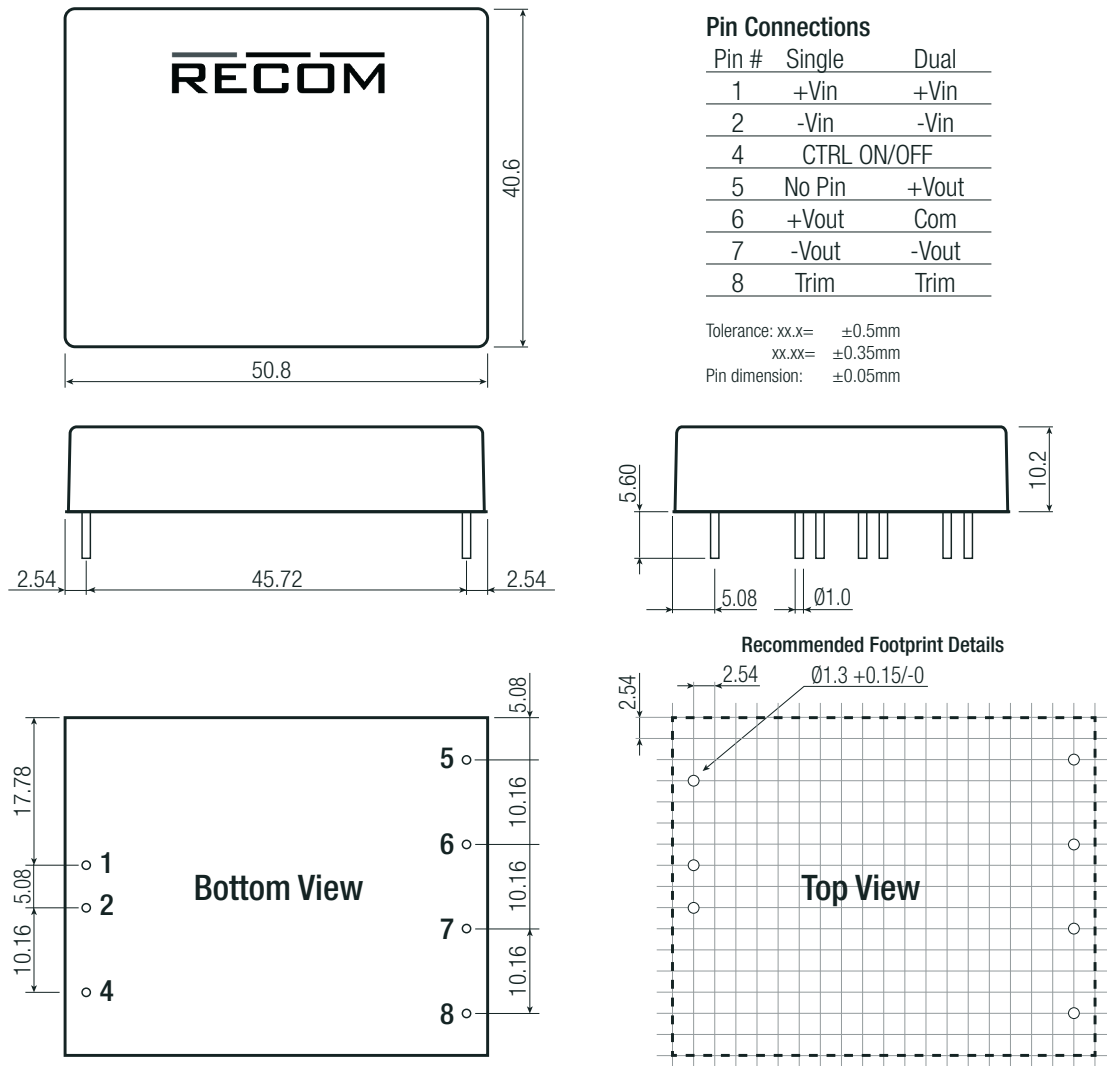 RECOM
40.6
50.8
Pin Connections
Pin # Single Dual
1 +Vin +Vin
2 -Vin -Vin
4 CTRL ON/OFF
5 No Pin +Vout
6 +Vout Com
7 -Vout -Vout
8 Trim Trim
Tolerance: xx.x= ±0.5mm
xx.xx= ±0.35mm
Pin dimension: ±0.05mm
2.54 45.72 2.54
5.60
10.2
5.08 Ø1.0
17.78
5.08
10.16
1
2
4
Bottom View
5
6
7
8
5.08
10.16
10.16
10.16
Recommended Footprint Details
2.54
2.54 Ø1.3 +0.15/-0
Top View